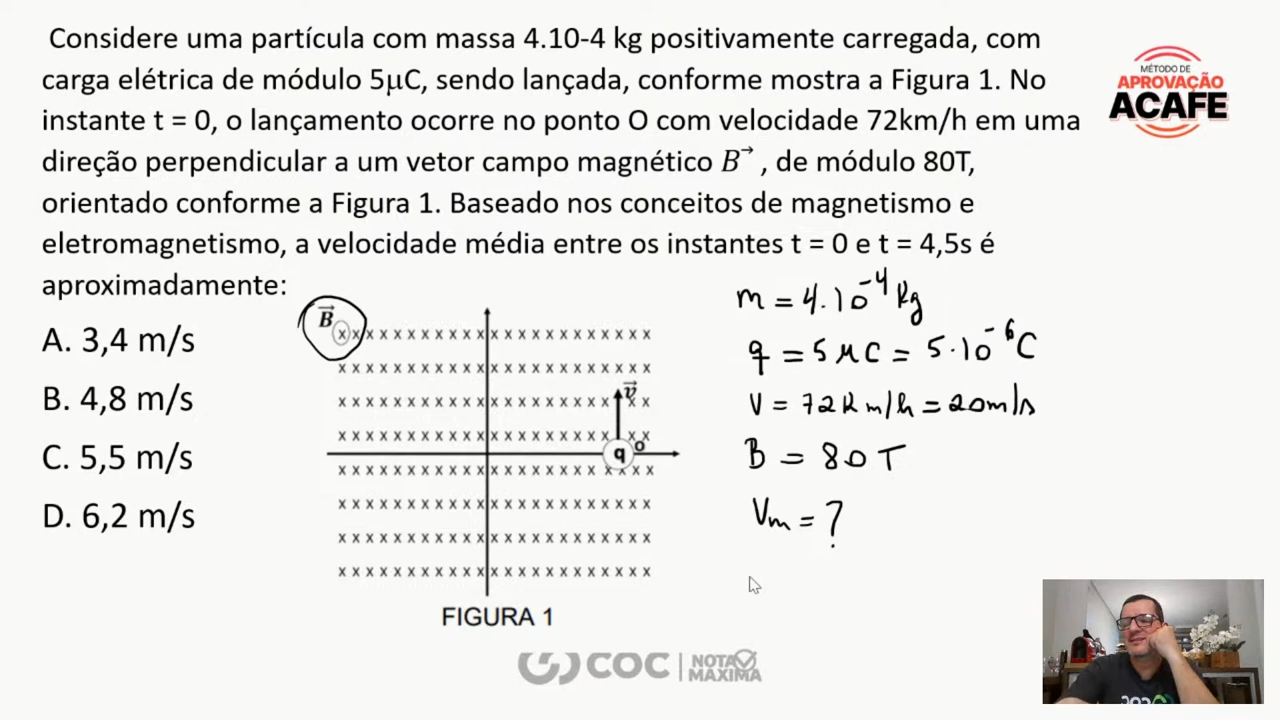 Considere uma partícula com massa 4.10-4 kg positivamente carregada, com
carga elétrica de módulo 5μC, sendo lançada, conforme mostra a Figura 1. No
instante t = 0, o lançamento ocorre no ponto O com velocidade 72km/h em uma
direção perpendicular a um vetor campo magnético B→ , de módulo 80T,
orientado conforme a Figura 1. Baseado nos conceitos de magnetismo e
eletromagnetismo, a velocidade média entre os instantes t = 0 e t = 4,5s é
aproximadamente:
A. 3,4 m/s
B. 4,8 m/s
C. 5,5 m/s
D. 6,2 m/s
B→
x x x x x x x x x x x x x x x x x x x x x x x
x x x x x x x x x x x x x x x x x x x x x x x
x x x x x x x x x x x x x x x x x x x x v→ x x
x x x x x x x x x x x x x x x x x x x x x x
q o
x x x x x x x x x x x x x x x x x x x x x x x
x x x x x x x x x x x x x x x x x x x x x x x
x x x x x x x x x x x x x x x x x x x x x x x
x x x x x x x x x x x x x x x x x x x x x x x
FIGURA 1
m = 4.10⁻⁴ kg
q = 5 μC = 5.10⁻⁶ C
V = 72 km/h = 20m/s
B = 80 T
Vm = ?
MÉTODO DE
APROVAÇÃO
ACAFE
COC
NOTA
MÁXIMA